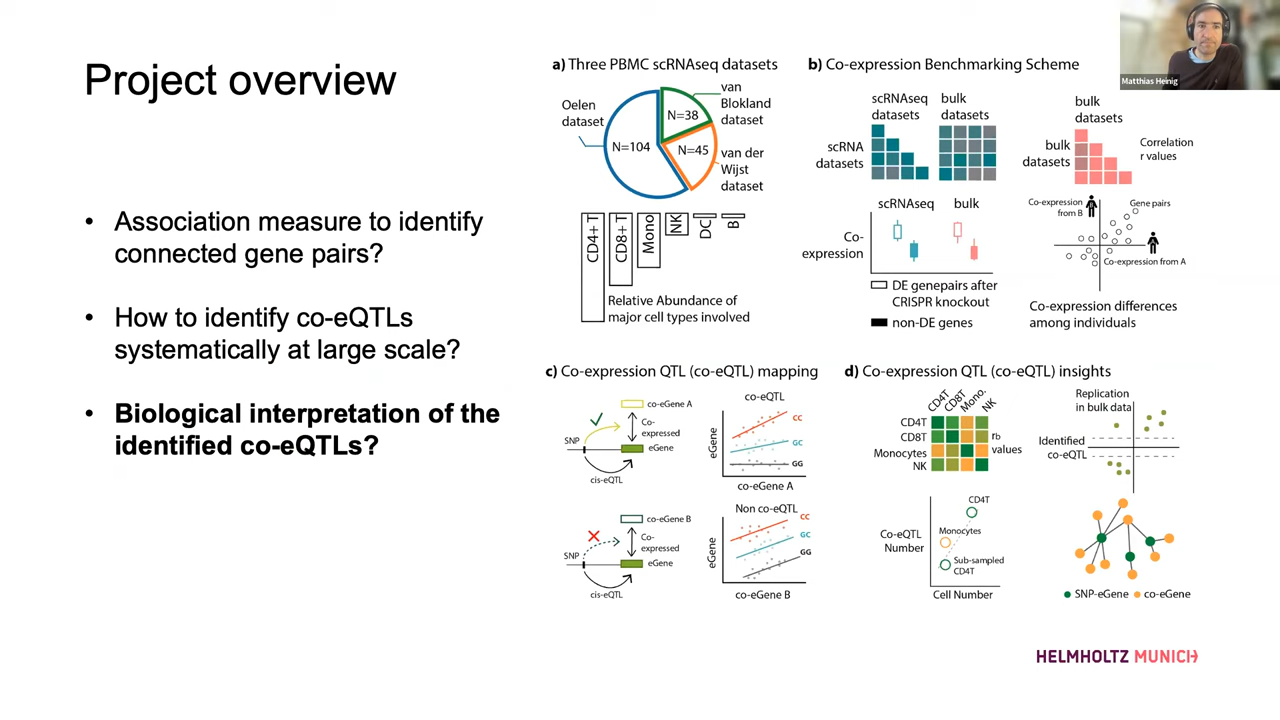 Project overview
• Association measure to identify
connected gene pairs?
• How to identify co-eQTLs
systematically at large scale?
• Biological interpretation of the
identified co-eQTLs?
a) Three PBMC scRNAseq datasets
Oelen
dataset
N=104
N=38
N=45
van
Blokland
dataset
van der
Wijst
dataset
CD4+ T
CD8+ T
Mono
NK
DC
B
Relative Abundance of
major cell types involved
b) Co-expression Benchmarking Scheme
scRNAseq
datasets
bulk
datasets
scRNA
datasets
bulk
datasets
bulk
datasets
Correlation
r values
scRNAseq
bulk
Co-
expression
DE genepairs after
CRISPR knockout
non-DE genes
Co-expression
from B
Gene pairs
Co-expression from A
Co-expression differences
among individuals
c) Co-expression QTL (co-eQTL) mapping
co-eGene A
Co-
expressed
SNP
eGene
cis-eQTL
co-eQTL
eGene
CC
GC
GG
co-eGene A
co-eGene B
Co-
expressed
SNP
eGene
cis-eQTL
Non co-eQTL
eGene
CC
GC
GG
co-eGene B
d) Co-expression QTL (co-eQTL) insights
CD4T
CD8T
Mono.
NK
CD4T
CD8T
Monocytes
NK
rb
values
Replication
in bulk data
Identified
co-eQTL
Co-eQTL
Number
CD4T
Monocytes
Sub-sampled
CD4T
Cell Number
SNP-eGene
co-eGene
Matthias Heinig
HELMHOLTZ MUNICH